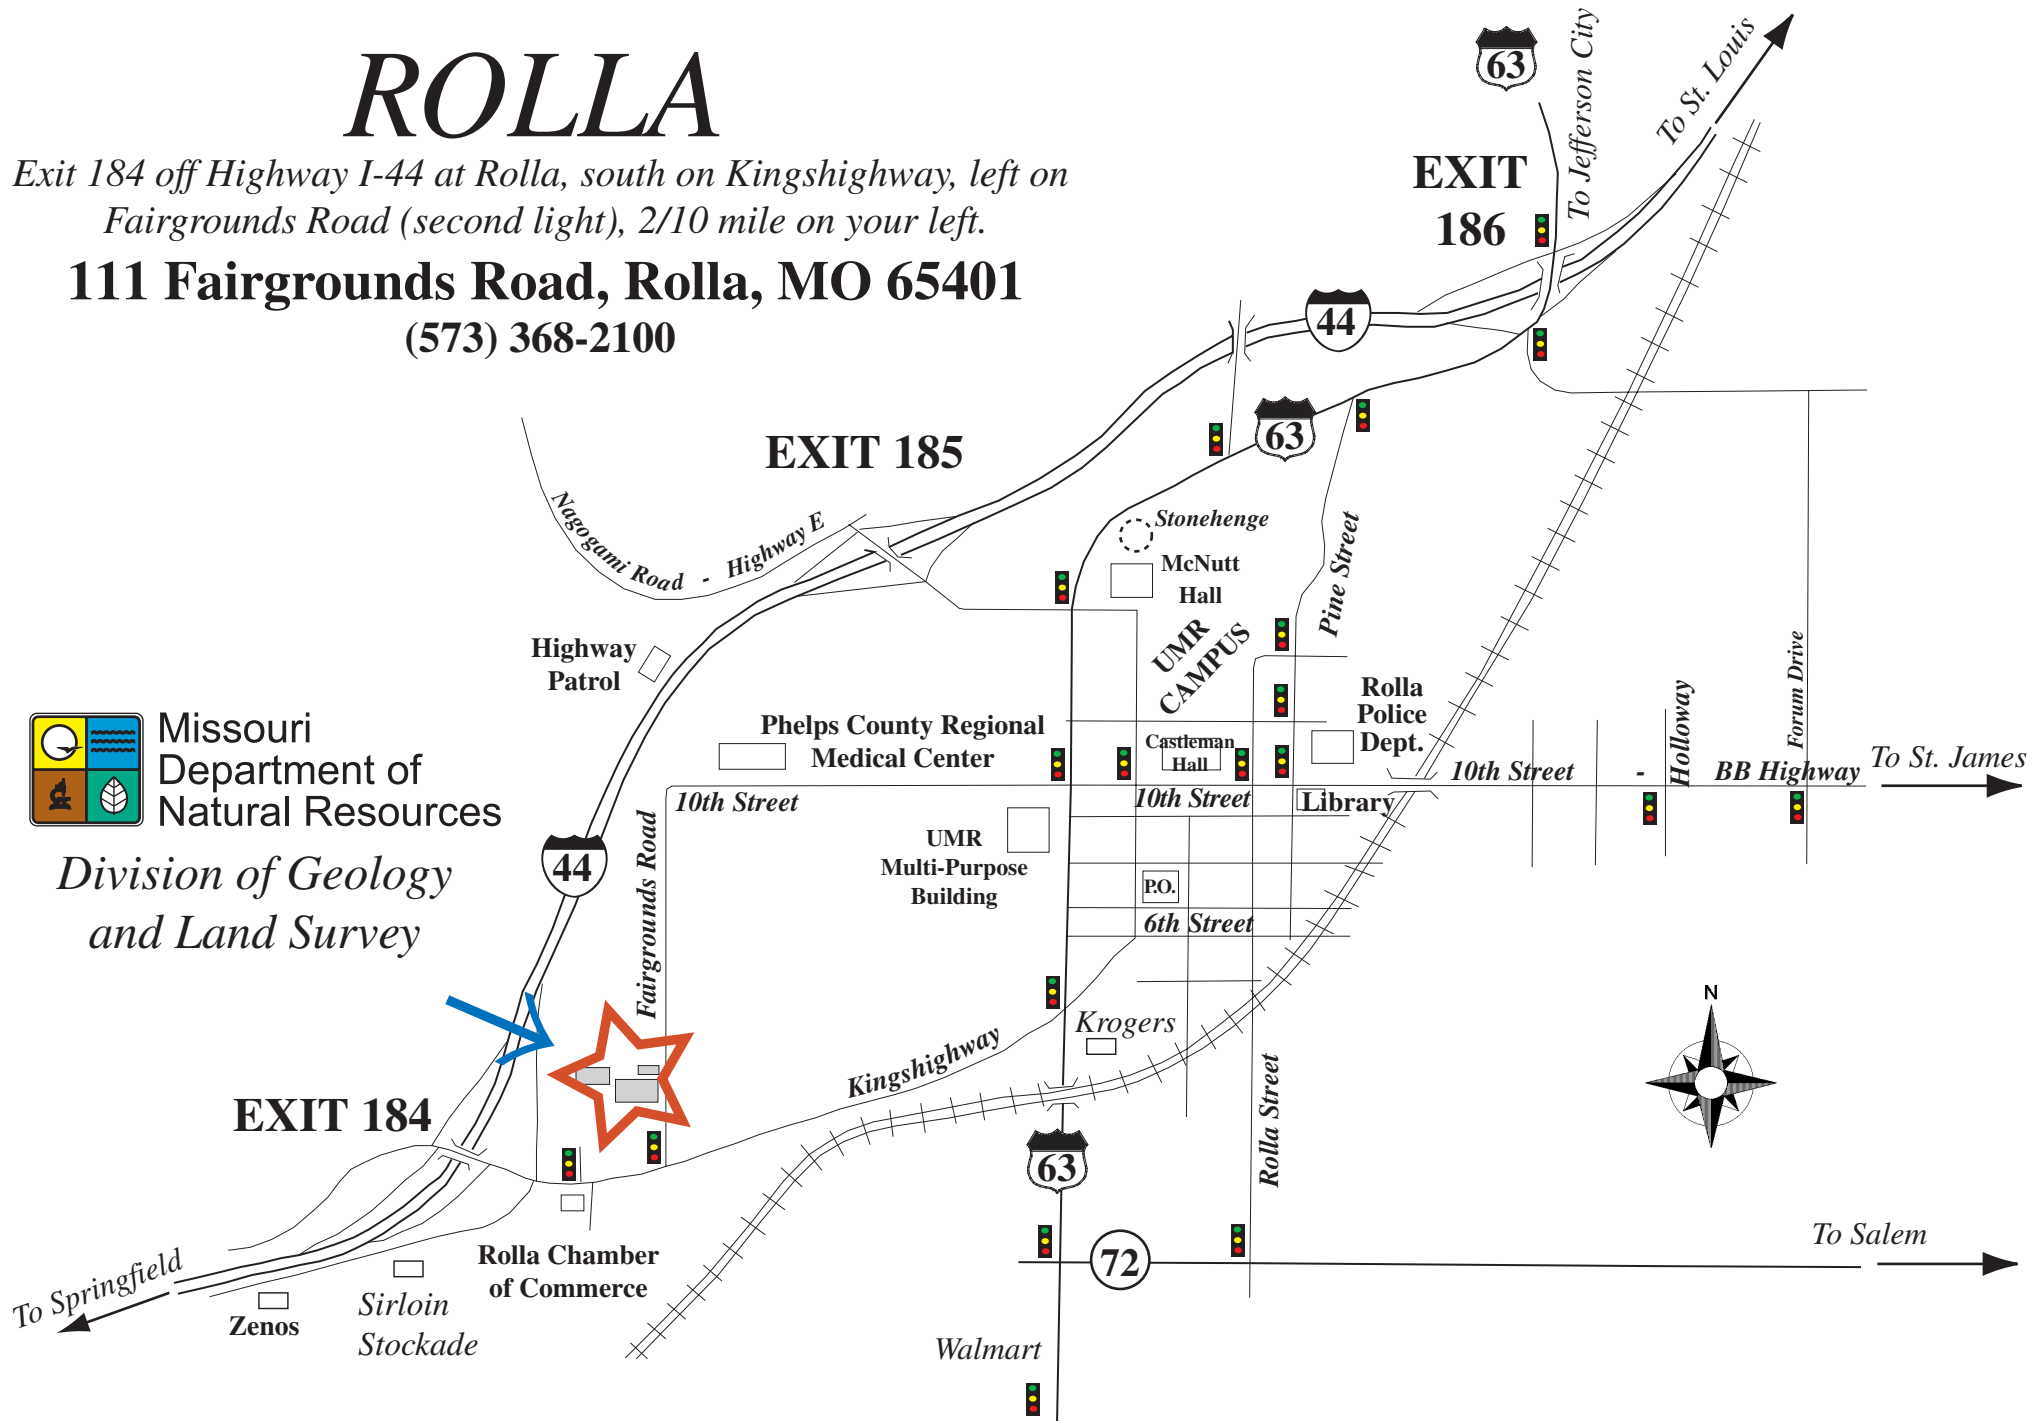 ROLLA
Exit 184 off Highway I-44 at Rolla, south on Kingshighway, left on
Fairgrounds Road (second light), 2/10 mile on your left.
111 Fairgrounds Road, Rolla, MO 65401
(573) 368-2100
63
To Jefferson City
To St. Louis
EXIT
186
44
63
EXIT 185
Nagogami Road - Highway E
Stonehenge
McNutt
Hall
Pine Street
UMR
CAMPUS
Highway
Patrol
Missouri
Department of
Natural Resources
Division of Geology
and Land Survey
Phelps County Regional
Medical Center
Castleman
Hall
Rolla
Police
Dept.
Holloway
Forum Drive
10th Street - BB Highway
To St. James
10th Street
10th Street
Library
44
Fairgrounds Road
UMR
Multi-Purpose
Building
P.O.
6th Street
Krogers
Kingshighway
N
EXIT 184
Rolla Street
63
Rolla Chamber
of Commerce
72
To Salem
To Springfield
Zenos
Sirloin
Stockade
Walmart